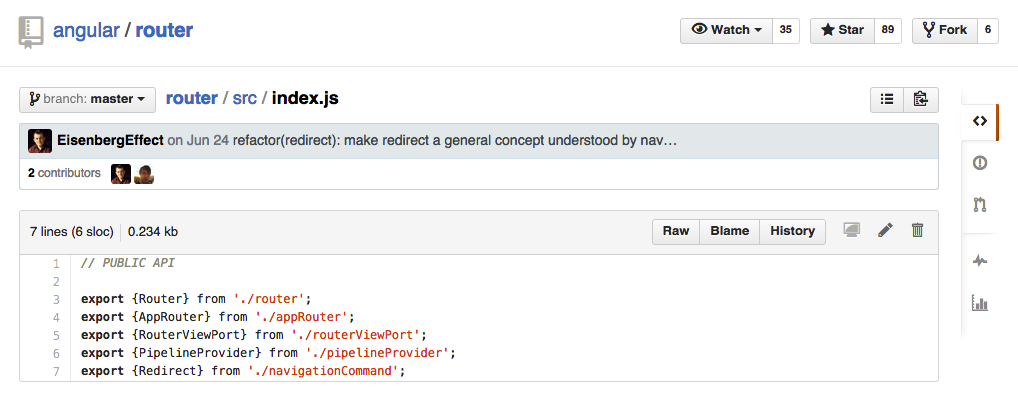 angular / router
Watch 35 Star 89 Fork 6
branch: master router / src / index.js
EisenbergEffect on Jun 24 refactor(redirect): make redirect a general concept understood by nav…
2 contributors
7 lines (6 sloc) 0.234 kb Raw Blame History
1 // PUBLIC API
2
3 export {Router} from './router';
4 export {AppRouter} from './appRouter';
5 export {RouterViewPort} from './routerViewPort';
6 export {PipelineProvider} from './pipelineProvider';
7 export {Redirect} from './navigationCommand';